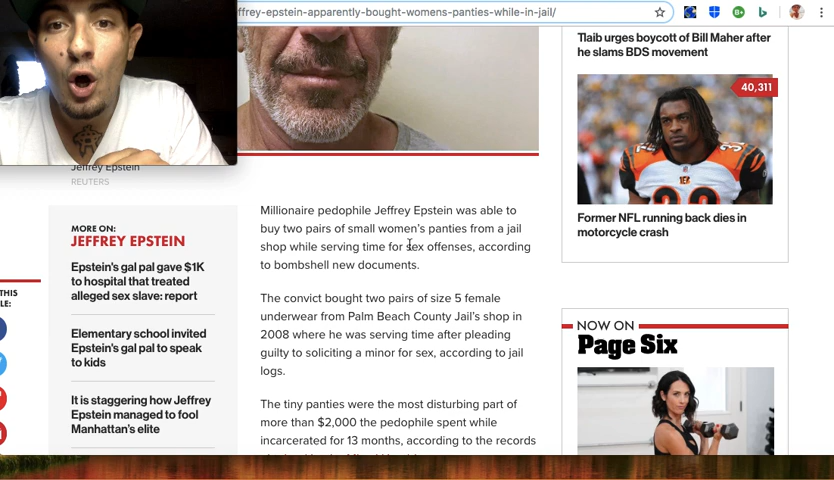 ffrey-epstein-apparently-bought-womens-panties-while-in-jail/
Jeffrey Epstein
REUTERS
THIS
LE:
MORE ON:
JEFFREY EPSTEIN
Epstein's gal pal gave $1K
to hospital that treated
alleged sex slave: report
Elementary school invited
Epstein's gal pal to speak
to kids
It is staggering how Jeffrey
Epstein managed to fool
Manhattan's elite
Millionaire pedophile Jeffrey Epstein was able to
buy two pairs of small women's panties from a jail
shop while serving time for sex offenses, according
to bombshell new documents.
The convict bought two pairs of size 5 female
underwear from Palm Beach County Jail's shop in
2008 where he was serving time after pleading
guilty to soliciting a minor for sex, according to jail
logs.
The tiny panties were the most disturbing part of
more than $2,000 the pedophile spent while
incarcerated for 13 months, according to the records
Tlaib urges boycott of Bill Maher after
he slams BDS movement
40,311
Former NFL running back dies in
motorcycle crash
NOW ON
Page Six